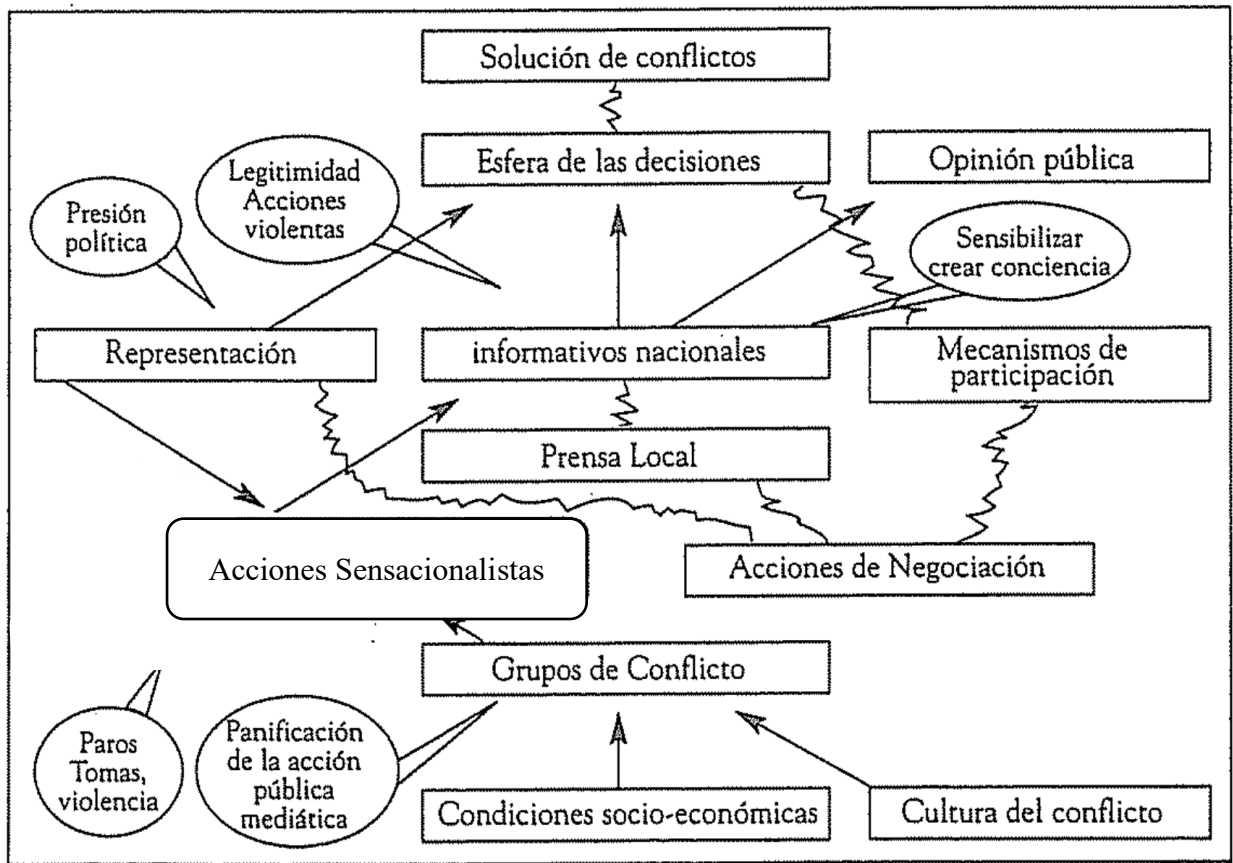 Solución de conflictos
Esfera de las decisiones
Opinión pública
Legitimidad
Acciones
violentas
Presión
política
Sensibilizar
crear conciencia
Representación
informativos nacionales
Mecanismos de
participación
Prensa Local
Acciones Sensacionalistas
Acciones de Negociación
Grupos de Conflicto
Paros
Tomas,
violencia
Panificación
de la acción
pública
mediática
Condiciones socio-económicas
Cultura del conflicto